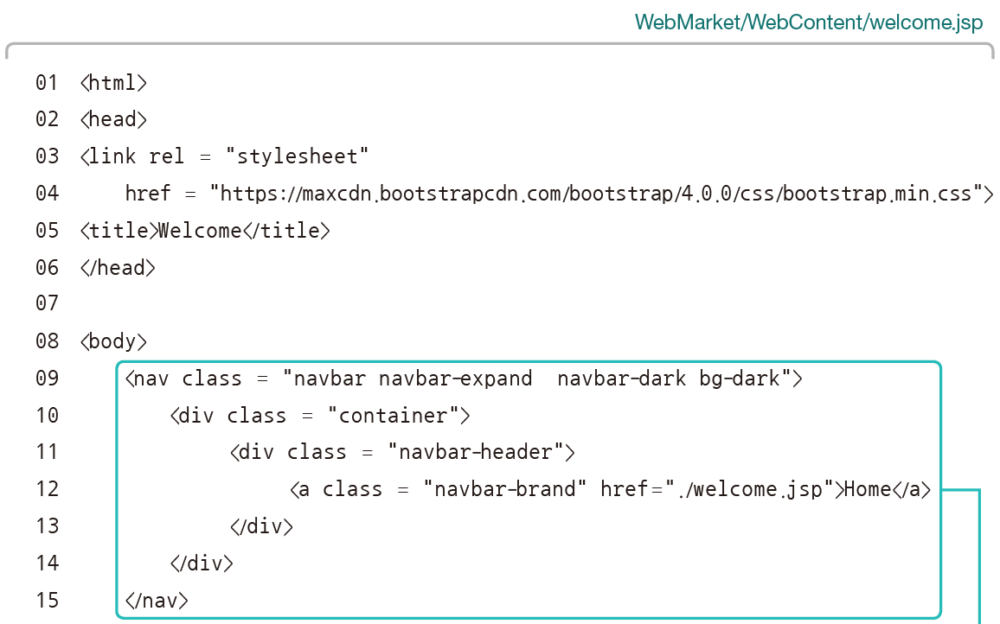 WebMarket/WebContent/welcome.jsp
01 <html>
02 <head>
03 <link rel = "stylesheet"
04 href = "https://maxcdn.bootstrapcdn.com/bootstrap/4.0.0/css/bootstrap.min.css">
05 <title>Welcome</title>
06 </head>
07
08 <body>
09 <nav class = "navbar navbar-expand  navbar-dark bg-dark">
10 <div class = "container">
11 <div class = "navbar-header">
12 <a class = "navbar-brand" href="./welcome.jsp">Home</a>
13 </div>
14 </div>
15 </nav>